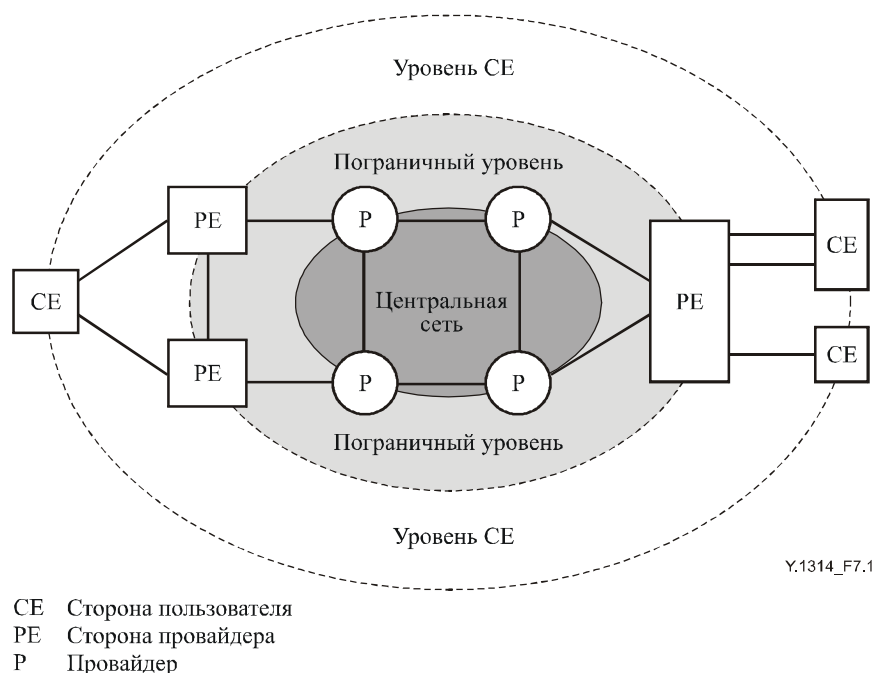 Уровень CE
Пограничный уровень
PE
P
P
CE
CE
Центральная
сеть
PE
PE
P
P
CE
Пограничный уровень
Уровень CE
Y.1314_F7.1
CE Сторона пользователя
PE Сторона провайдера
P Провайдер